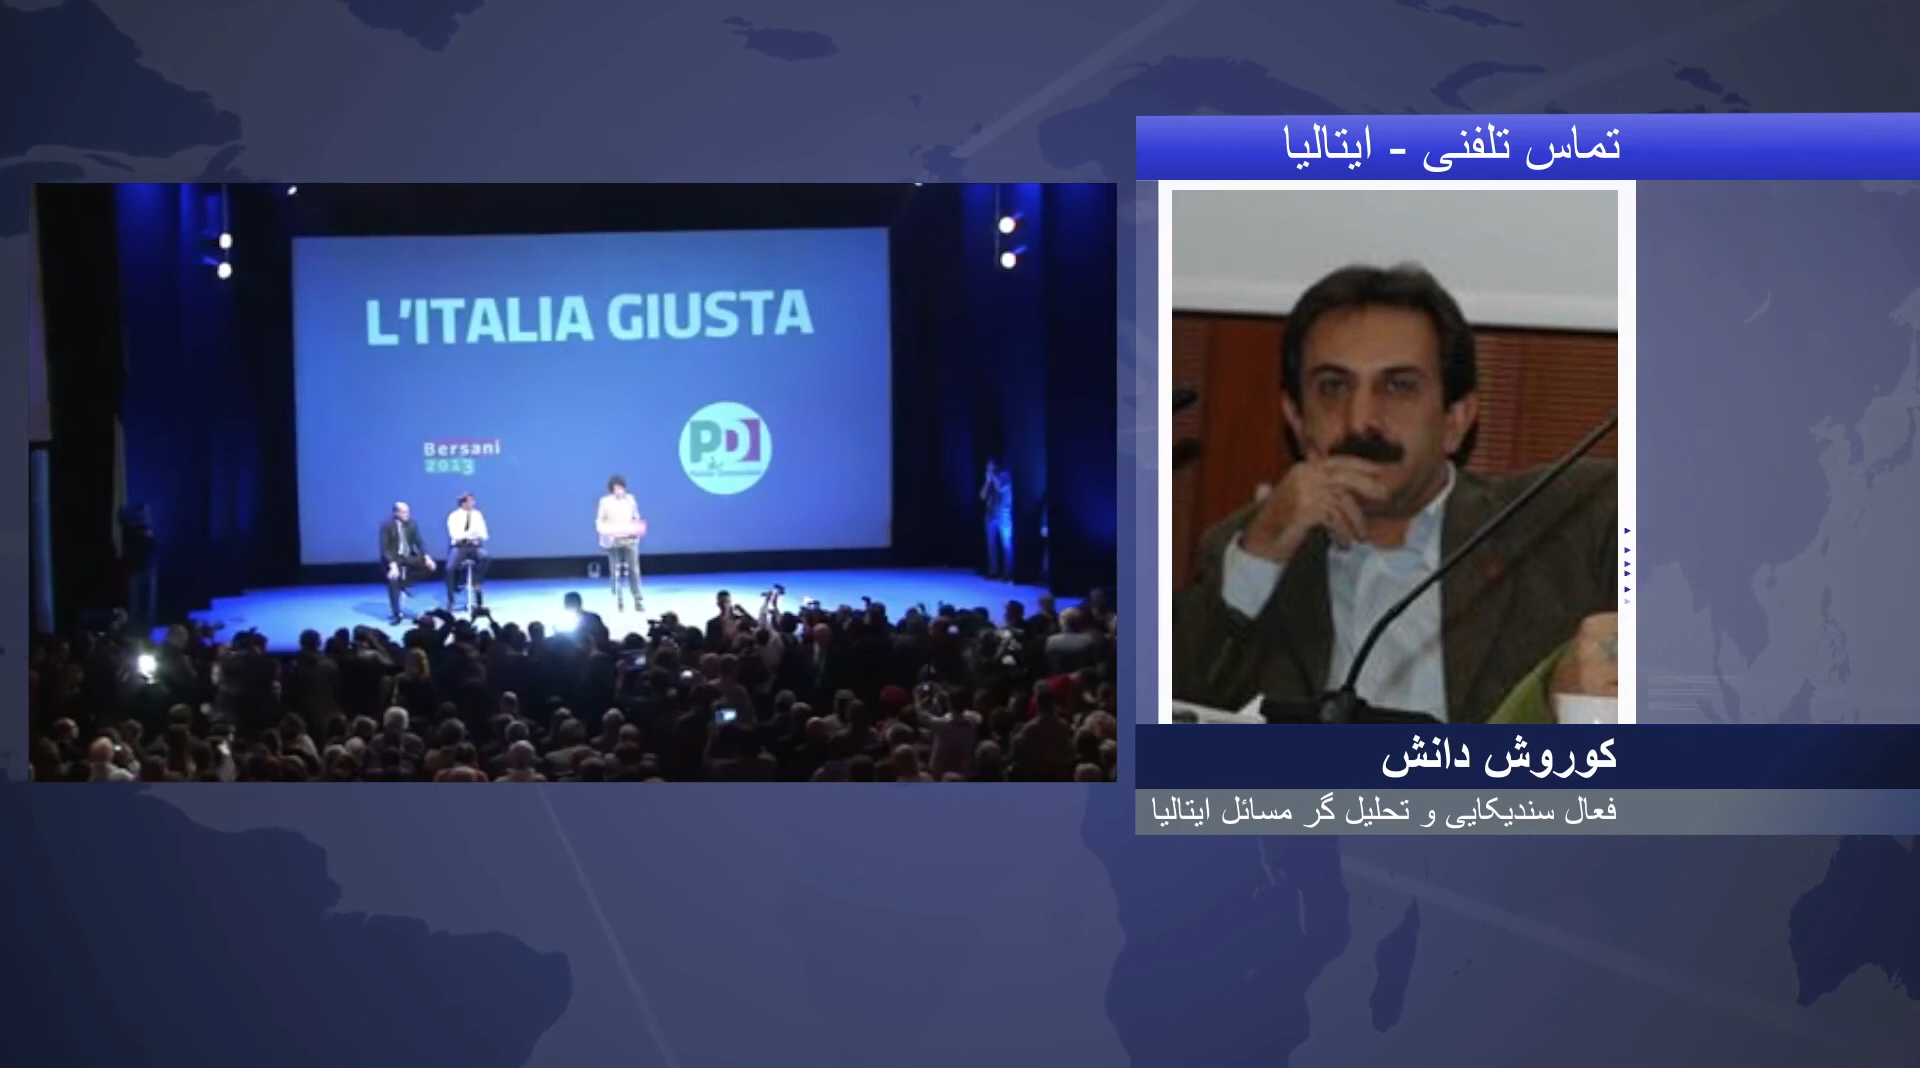 تماس تلفنی - ایتالیا
L'ITALIA GIUSTA
Bersani
2013
PD
کوروش دانش
فعال سندیکایی و تحلیل گر مسائل ایتالیا